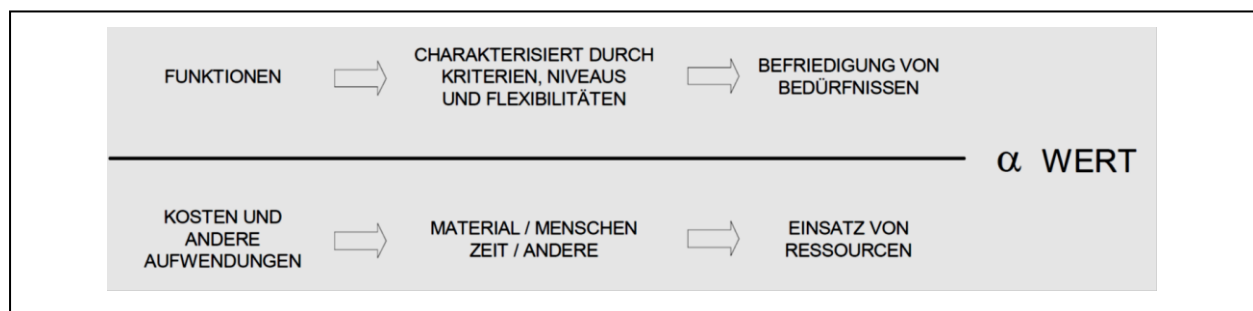 FUNKTIONEN
CHARAKTERISIERT DURCH
KRITERIEN, NIVEAUS
UND FLEXIBILITÄTEN
BEFRIEDIGUNG VON
BEDÜRFNISSEN
α WERT
KOSTEN UND
ANDERE
AUFWENDUNGEN
MATERIAL / MENSCHEN
ZEIT / ANDERE
EINSATZ VON
RESSOURCEN